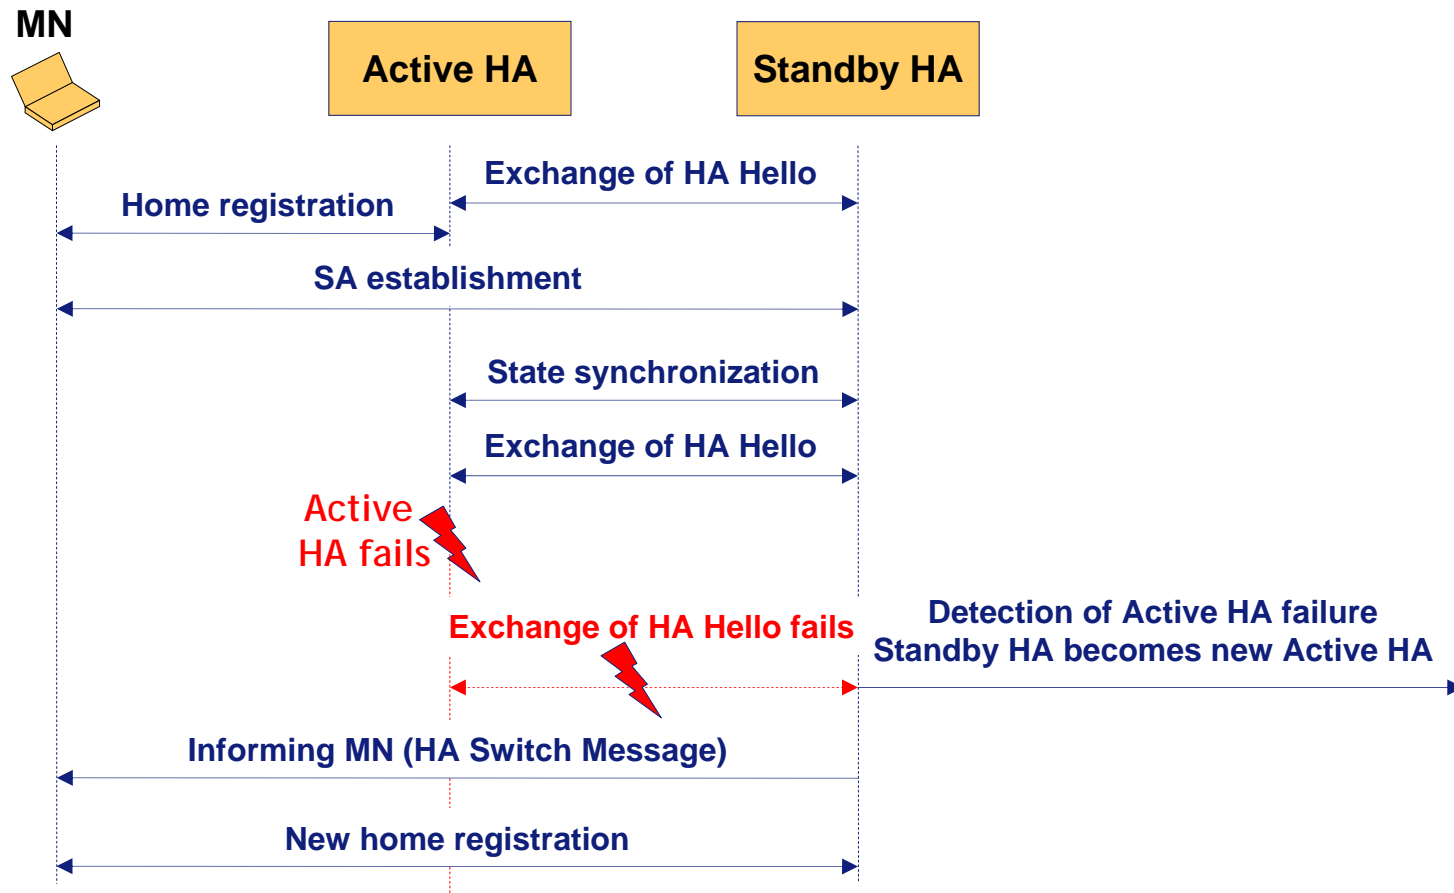 MN
Active HA
Standby HA
Exchange of HA Hello
Home registration
SA establishment
State synchronization
Exchange of HA Hello
Active
HA fails
Exchange of HA Hello fails
Detection of Active HA failure
Standby HA becomes new Active HA
Informing MN (HA Switch Message)
New home registration